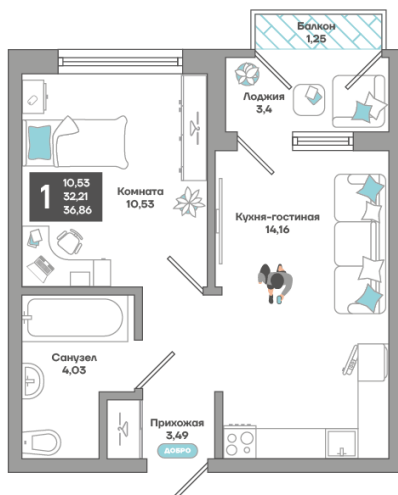 Балкон
1,25
Лоджия
3,4
1
10,53
32,21
36,86
Комната
10,53
Кухня-гостиная
14,16
Санузел
4,03
Прихожая
3,49
ДОБРО